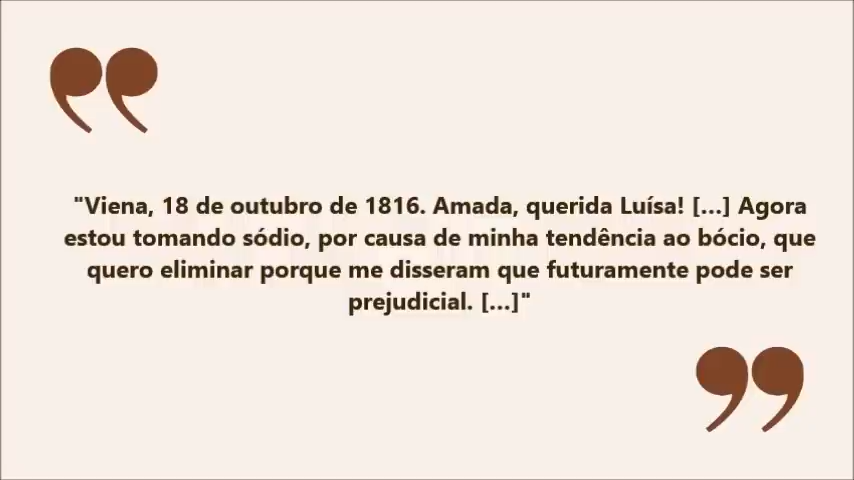 "Viena, 18 de outubro de 1816. Amada, querida Luísa! [...] Agora
estou tomando sódio, por causa de minha tendência ao bócio, que
quero eliminar porque me disseram que futuramente pode ser
prejudicial. [...]"